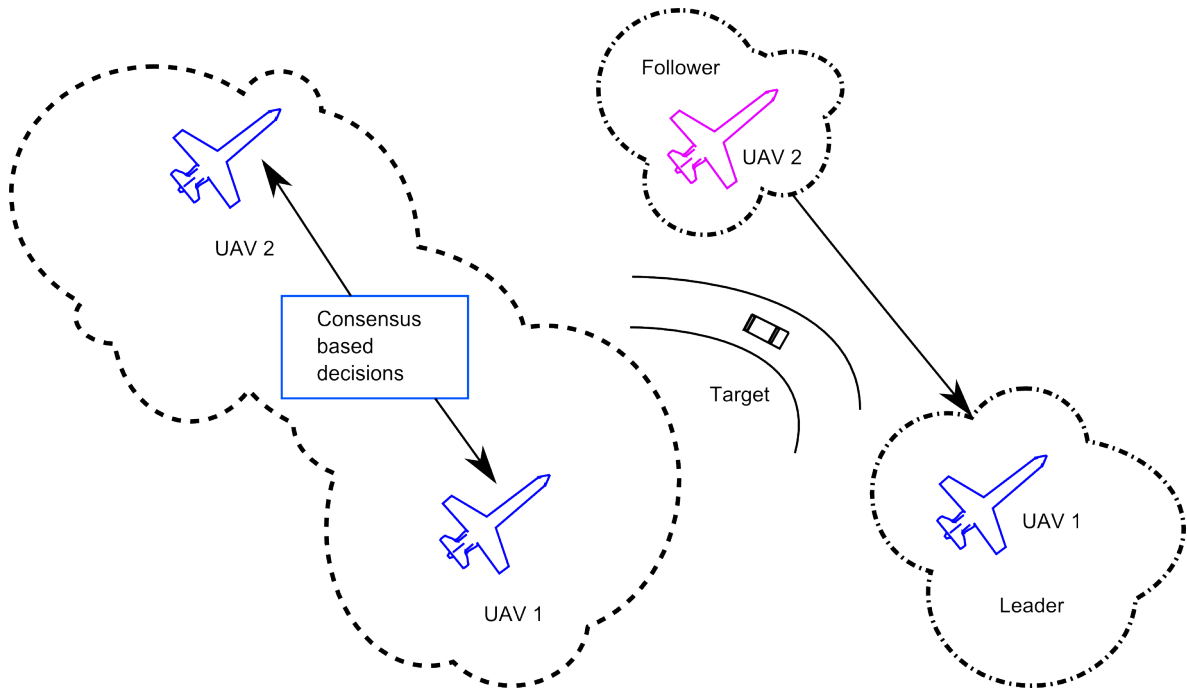 Follower
UAV 2
UAV 2
Consensus
based
decisions
Target
UAV 1
Leader
UAV 1